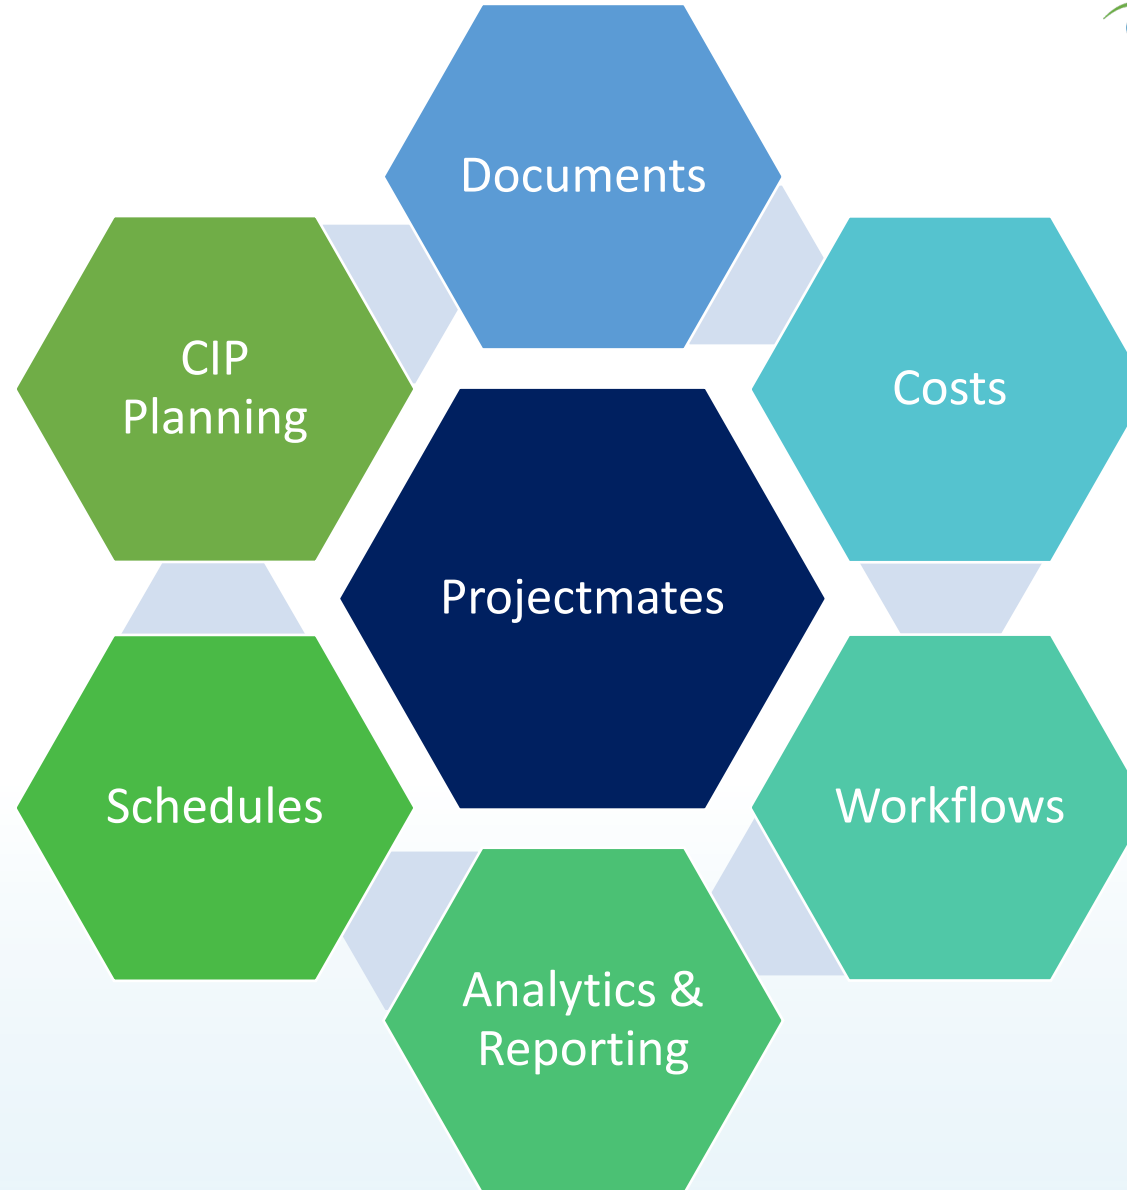 Documents
CIP
Planning
Costs
Projectmates
Schedules
Workflows
Analytics &
Reporting